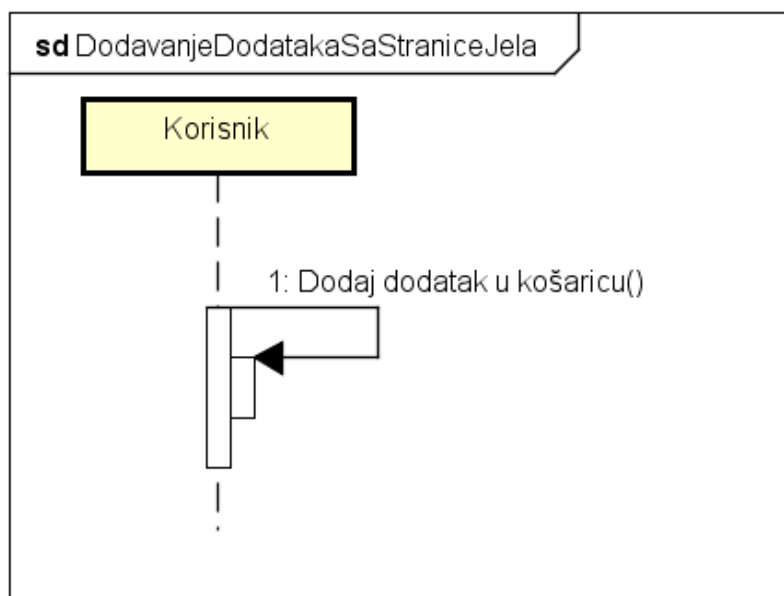 sd DodavanjeDodatakaSaStraniceJela
Korisnik
1: Dodaj dodatak u košaricu()